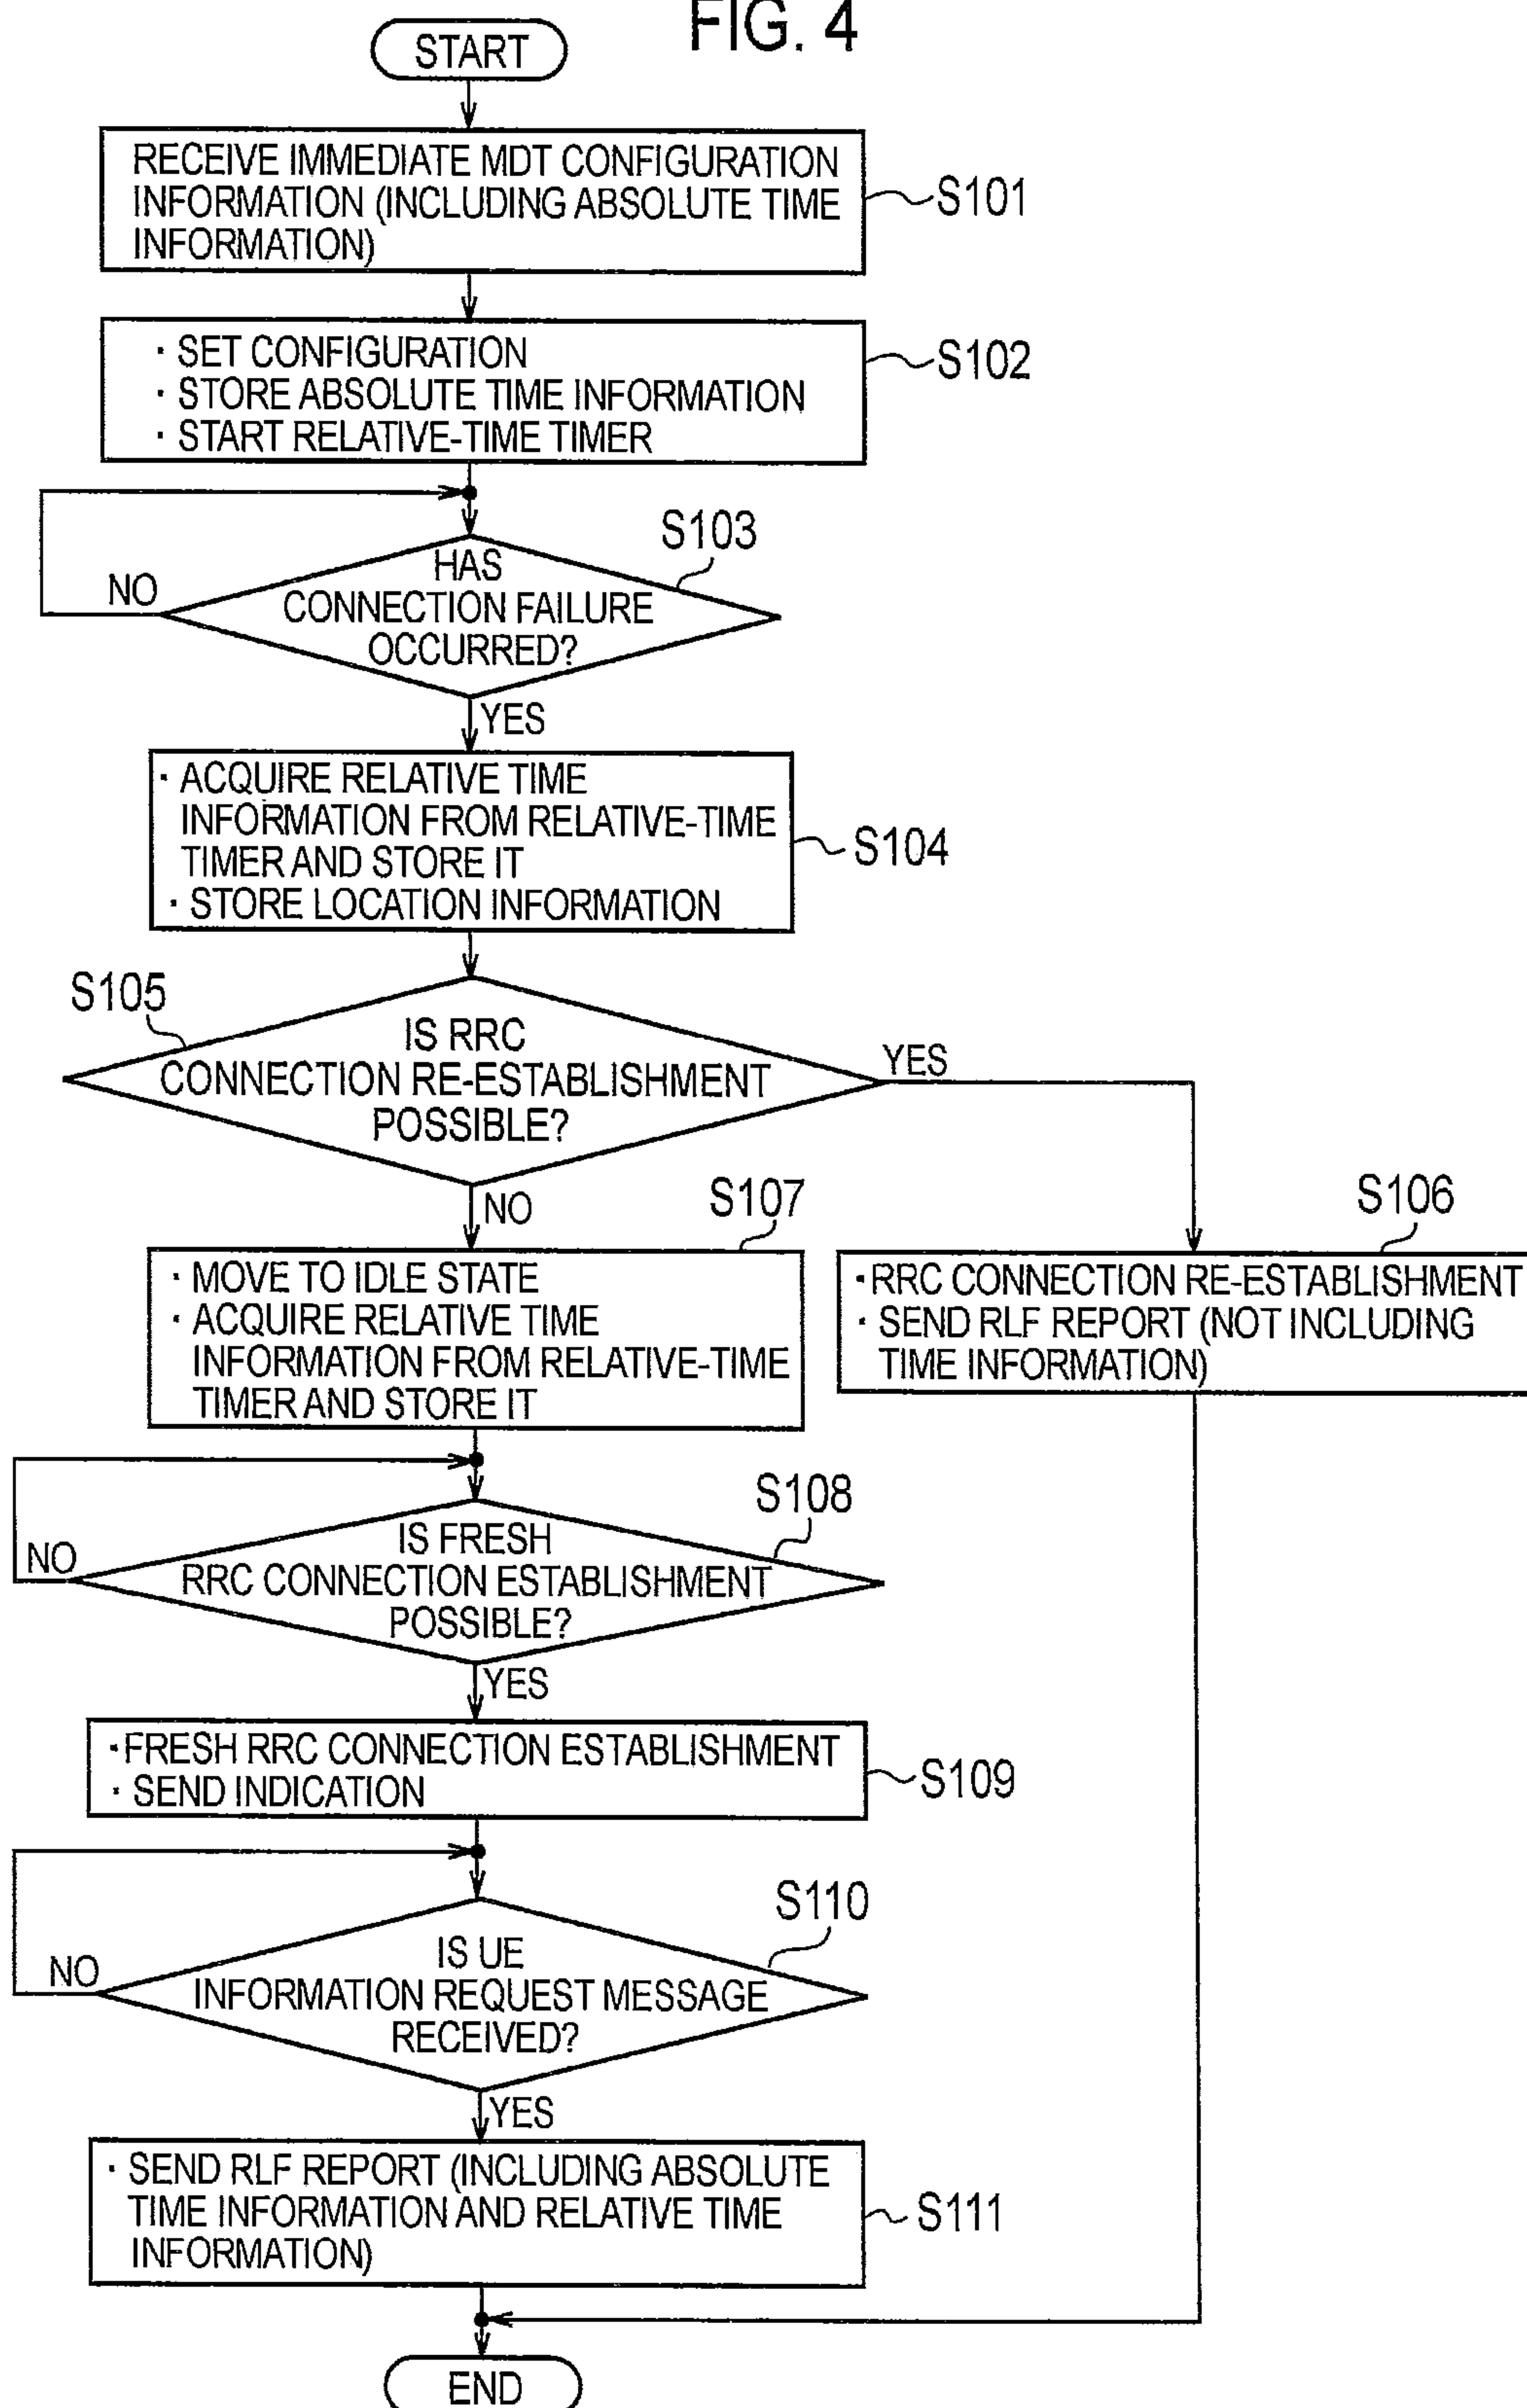 FIG. 4
START
RECEIVE IMMEDIATE MDT CONFIGURATION
INFORMATION (INCLUDING ABSOLUTE TIME
INFORMATION)
S101
· SET CONFIGURATION
· STORE ABSOLUTE TIME INFORMATION
· START RELATIVE-TIME TIMER
S102
S103
HAS
CONNECTION FAILURE
OCCURRED?
NO
YES
· ACQUIRE RELATIVE TIME
INFORMATION FROM RELATIVE-TIME
TIMER AND STORE IT
· STORE LOCATION INFORMATION
S104
S105
IS RRC
CONNECTION RE-ESTABLISHMENT
POSSIBLE?
YES
NO
S107
· MOVE TO IDLE STATE
· ACQUIRE RELATIVE TIME
INFORMATION FROM RELATIVE-TIME
TIMER AND STORE IT
S106
· RRC CONNECTION RE-ESTABLISHMENT
· SEND RLF REPORT (NOT INCLUDING
TIME INFORMATION)
S108
IS FRESH
RRC CONNECTION ESTABLISHMENT
POSSIBLE?
NO
YES
· FRESH RRC CONNECTION ESTABLISHMENT
· SEND INDICATION
S109
S110
IS UE
INFORMATION REQUEST MESSAGE
RECEIVED?
NO
YES
· SEND RLF REPORT (INCLUDING ABSOLUTE
TIME INFORMATION AND RELATIVE TIME
INFORMATION)
S111
END